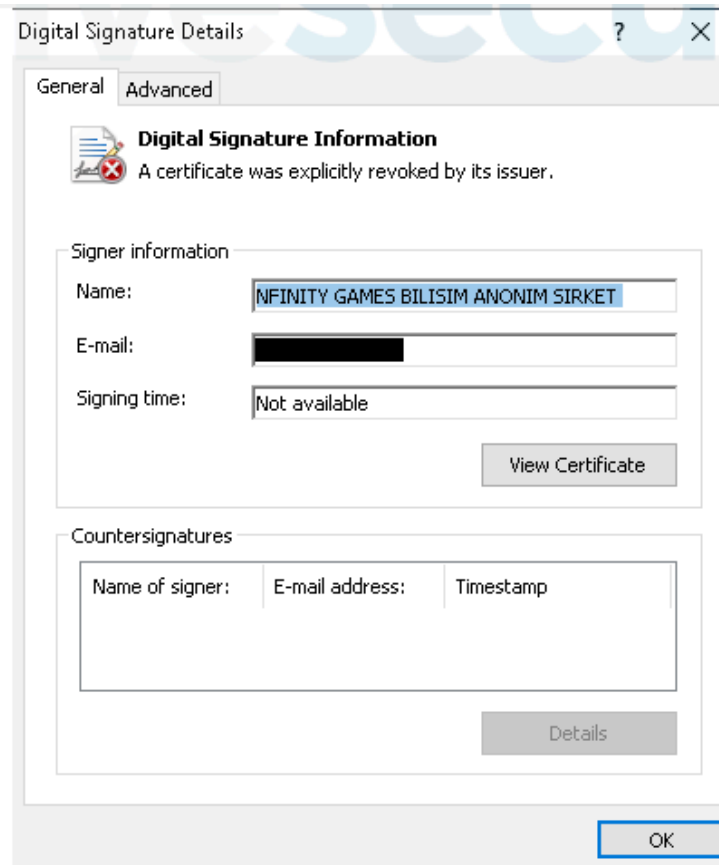 Digital Signature Details ? X
General Advanced
Digital Signature Information
A certificate was explicitly revoked by its issuer.
Signer information
Name: NFINITY GAMES BILISIM ANONIM SIRKET
E-mail:
Signing time: Not available
View Certificate
Countersignatures
Name of signer: E-mail address: Timestamp
Details
OK